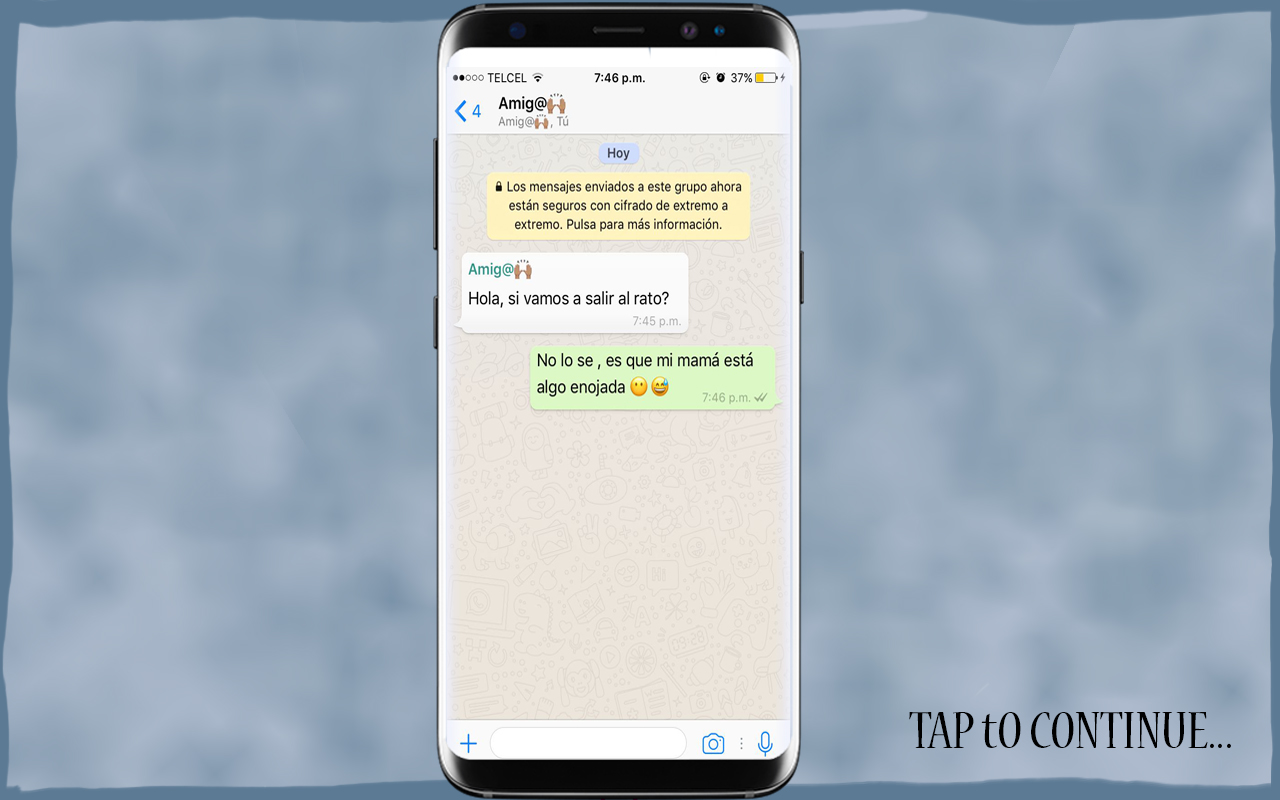 TELCEL 7:46 p.m. 37%
4 Amig@🙌🏽
Amig@🙌🏽, Tú
Hoy
Los mensajes enviados a este grupo ahora
están seguros con cifrado de extremo a
extremo. Pulsa para más información.
Amig@🙌🏽
Hola, si vamos a salir al rato?
7:45 p.m.
No lo se , es que mi mamá está
algo enojada 😶😅
7:46 p.m.
TAP to CONTINUE...